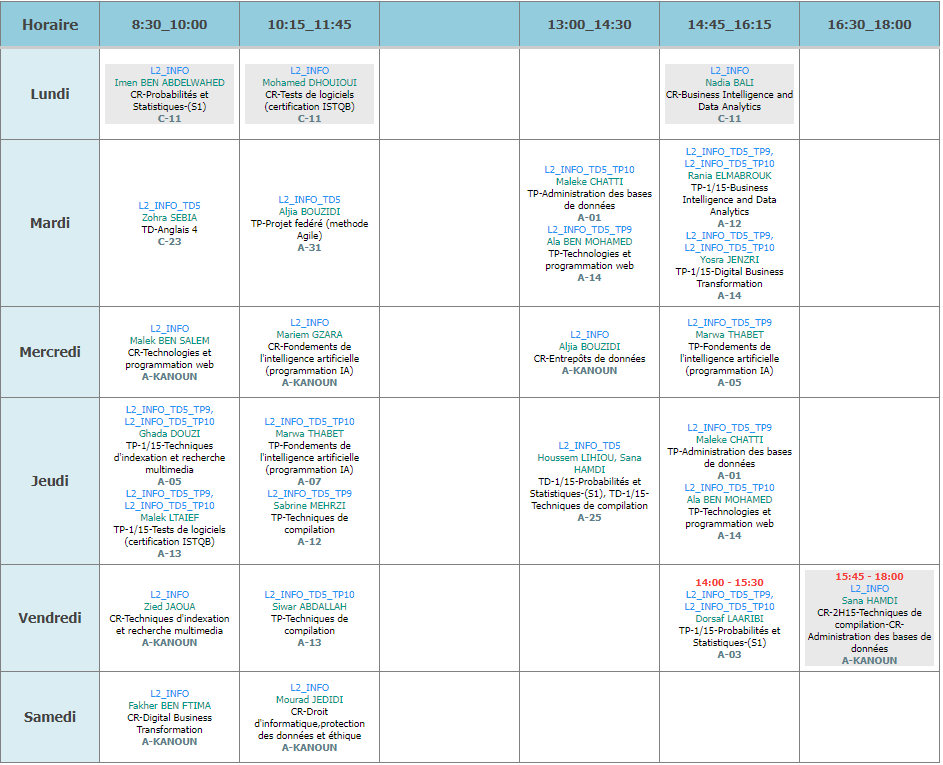 Horaire
8:30_10:00
10:15_11:45
13:00_14:30
14:45_16:15
16:30_18:00
Lundi
L2_INFO
Imen BEN ABDELWAHED
CR-Probabilités et
Statistiques-(S1)
C-11
L2_INFO
Mohamed DHOUIOUI
CR-Tests de logiciels
(certification ISTQB)
C-11
L2_INFO
Nadia BALI
CR-Business Intelligence and
Data Analytics
C-11
Mardi
L2_INFO_TD5
Zohra SEBIA
TD-Anglais 4
C-23
L2_INFO_TD5
Aljia BOUZIDI
TP-Projet fedéré (methode
Agile)
A-31
L2_INFO_TD5_TP10
Maleke CHATTI
TP-Administration des bases
de données
A-01
L2_INFO_TD5_TP9
Ala BEN MOHAMED
TP-Technologies et
programmation web
A-14
L2_INFO_TD5_TP9,
L2_INFO_TD5_TP10
Rania ELMABROUK
TP-1/15-Business
Intelligence and Data
Analytics
A-12
L2_INFO_TD5_TP9,
L2_INFO_TD5_TP10
Yosra JENZRI
TP-1/15-Digital Business
Transformation
A-14
Mercredi
L2_INFO
Malek BEN SALEM
CR-Technologies et
programmation web
A-KANOUN
L2_INFO
Mariem GZARA
CR-Fondements de
l'intelligence artificielle
(programmation IA)
A-KANOUN
L2_INFO
Aljia BOUZIDI
CR-Entrepôts de données
A-KANOUN
L2_INFO_TD5_TP9
Marwa THABET
TP-Fondements de
l'intelligence artificielle
(programmation IA)
A-05
Jeudi
L2_INFO_TD5_TP9,
L2_INFO_TD5_TP10
Ghada DOUZI
TP-1/15-Techniques
d'indexation et recherche
multimedia
A-05
L2_INFO_TD5_TP9,
L2_INFO_TD5_TP10
Malek LTAIEF
TP-1/15-Tests de logiciels
(certification ISTQB)
A-13
L2_INFO_TD5_TP10
Marwa THABET
TP-Fondements de
l'intelligence artificielle
(programmation IA)
A-07
L2_INFO_TD5_TP9
Sabrine MEHRZI
TP-Techniques de
compilation
A-12
L2_INFO_TD5
Houssem LIHIOU, Sana
HAMDI
TD-1/15-Probabilités et
Statistiques-(S1), TD-1/15-
Techniques de compilation
A-25
L2_INFO_TD5_TP9
Maleke CHATTI
TP-Administration des bases
de données
A-01
L2_INFO_TD5_TP10
Ala BEN MOHAMED
TP-Technologies et
programmation web
A-14
Vendredi
L2_INFO
Zied JAOUA
CR-Techniques d'indexation
et recherche multimedia
A-KANOUN
L2_INFO_TD5_TP10
Siwar ABDALLAH
TP-Techniques de
compilation
A-13
14:00 - 15:30
L2_INFO_TD5_TP9,
L2_INFO_TD5_TP10
Dorsaf LAARIBI
TP-1/15-Probabilités et
Statistiques-(S1)
A-03
15:45 - 18:00
L2_INFO
Sana HAMDI
CR-2H15-Techniques de
compilation-CR-
Administration des bases de
données
A-KANOUN
Samedi
L2_INFO
Fakher BEN FTIMA
CR-Digital Business
Transformation
A-KANOUN
L2_INFO
Mourad JEDIDI
CR-Droit
d'informatique,protection
des données et éthique
A-KANOUN